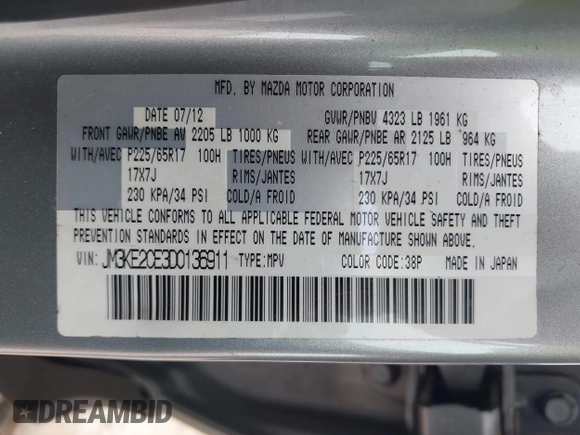 MFD. BY MAZDA MOTOR CORPORATION
DATE 07/12 GVWR/PNBV 4323 LB 1961 KG
FRONT GAWR/PNBE AV 2205 LB 1000 KG REAR GAWR/PNBE AR 2125 LB 964 KG
WITH/AVEC P225/65R17 100H TIRES/PNEUS WITH/AVEC P225/65R17 100H TIRES/PNEUS
17X7J RIMS/JANTES 17X7J RIMS/JANTES
230 KPA/34 PSI COLD/A FROID 230 KPA/34 PSI COLD/A FROID
THIS VEHICLE CONFORMS TO ALL APPLICABLE FEDERAL MOTOR VEHICLE SAFETY AND THEFT
PREVENTION STANDARDS IN EFFECT ON THE DATE OF MANUFACTURE SHOWN ABOVE.
VIN: JM3KE2CE3D0136911 TYPE:MPV COLOR CODE:38P MADE IN JAPAN
DREAMBID